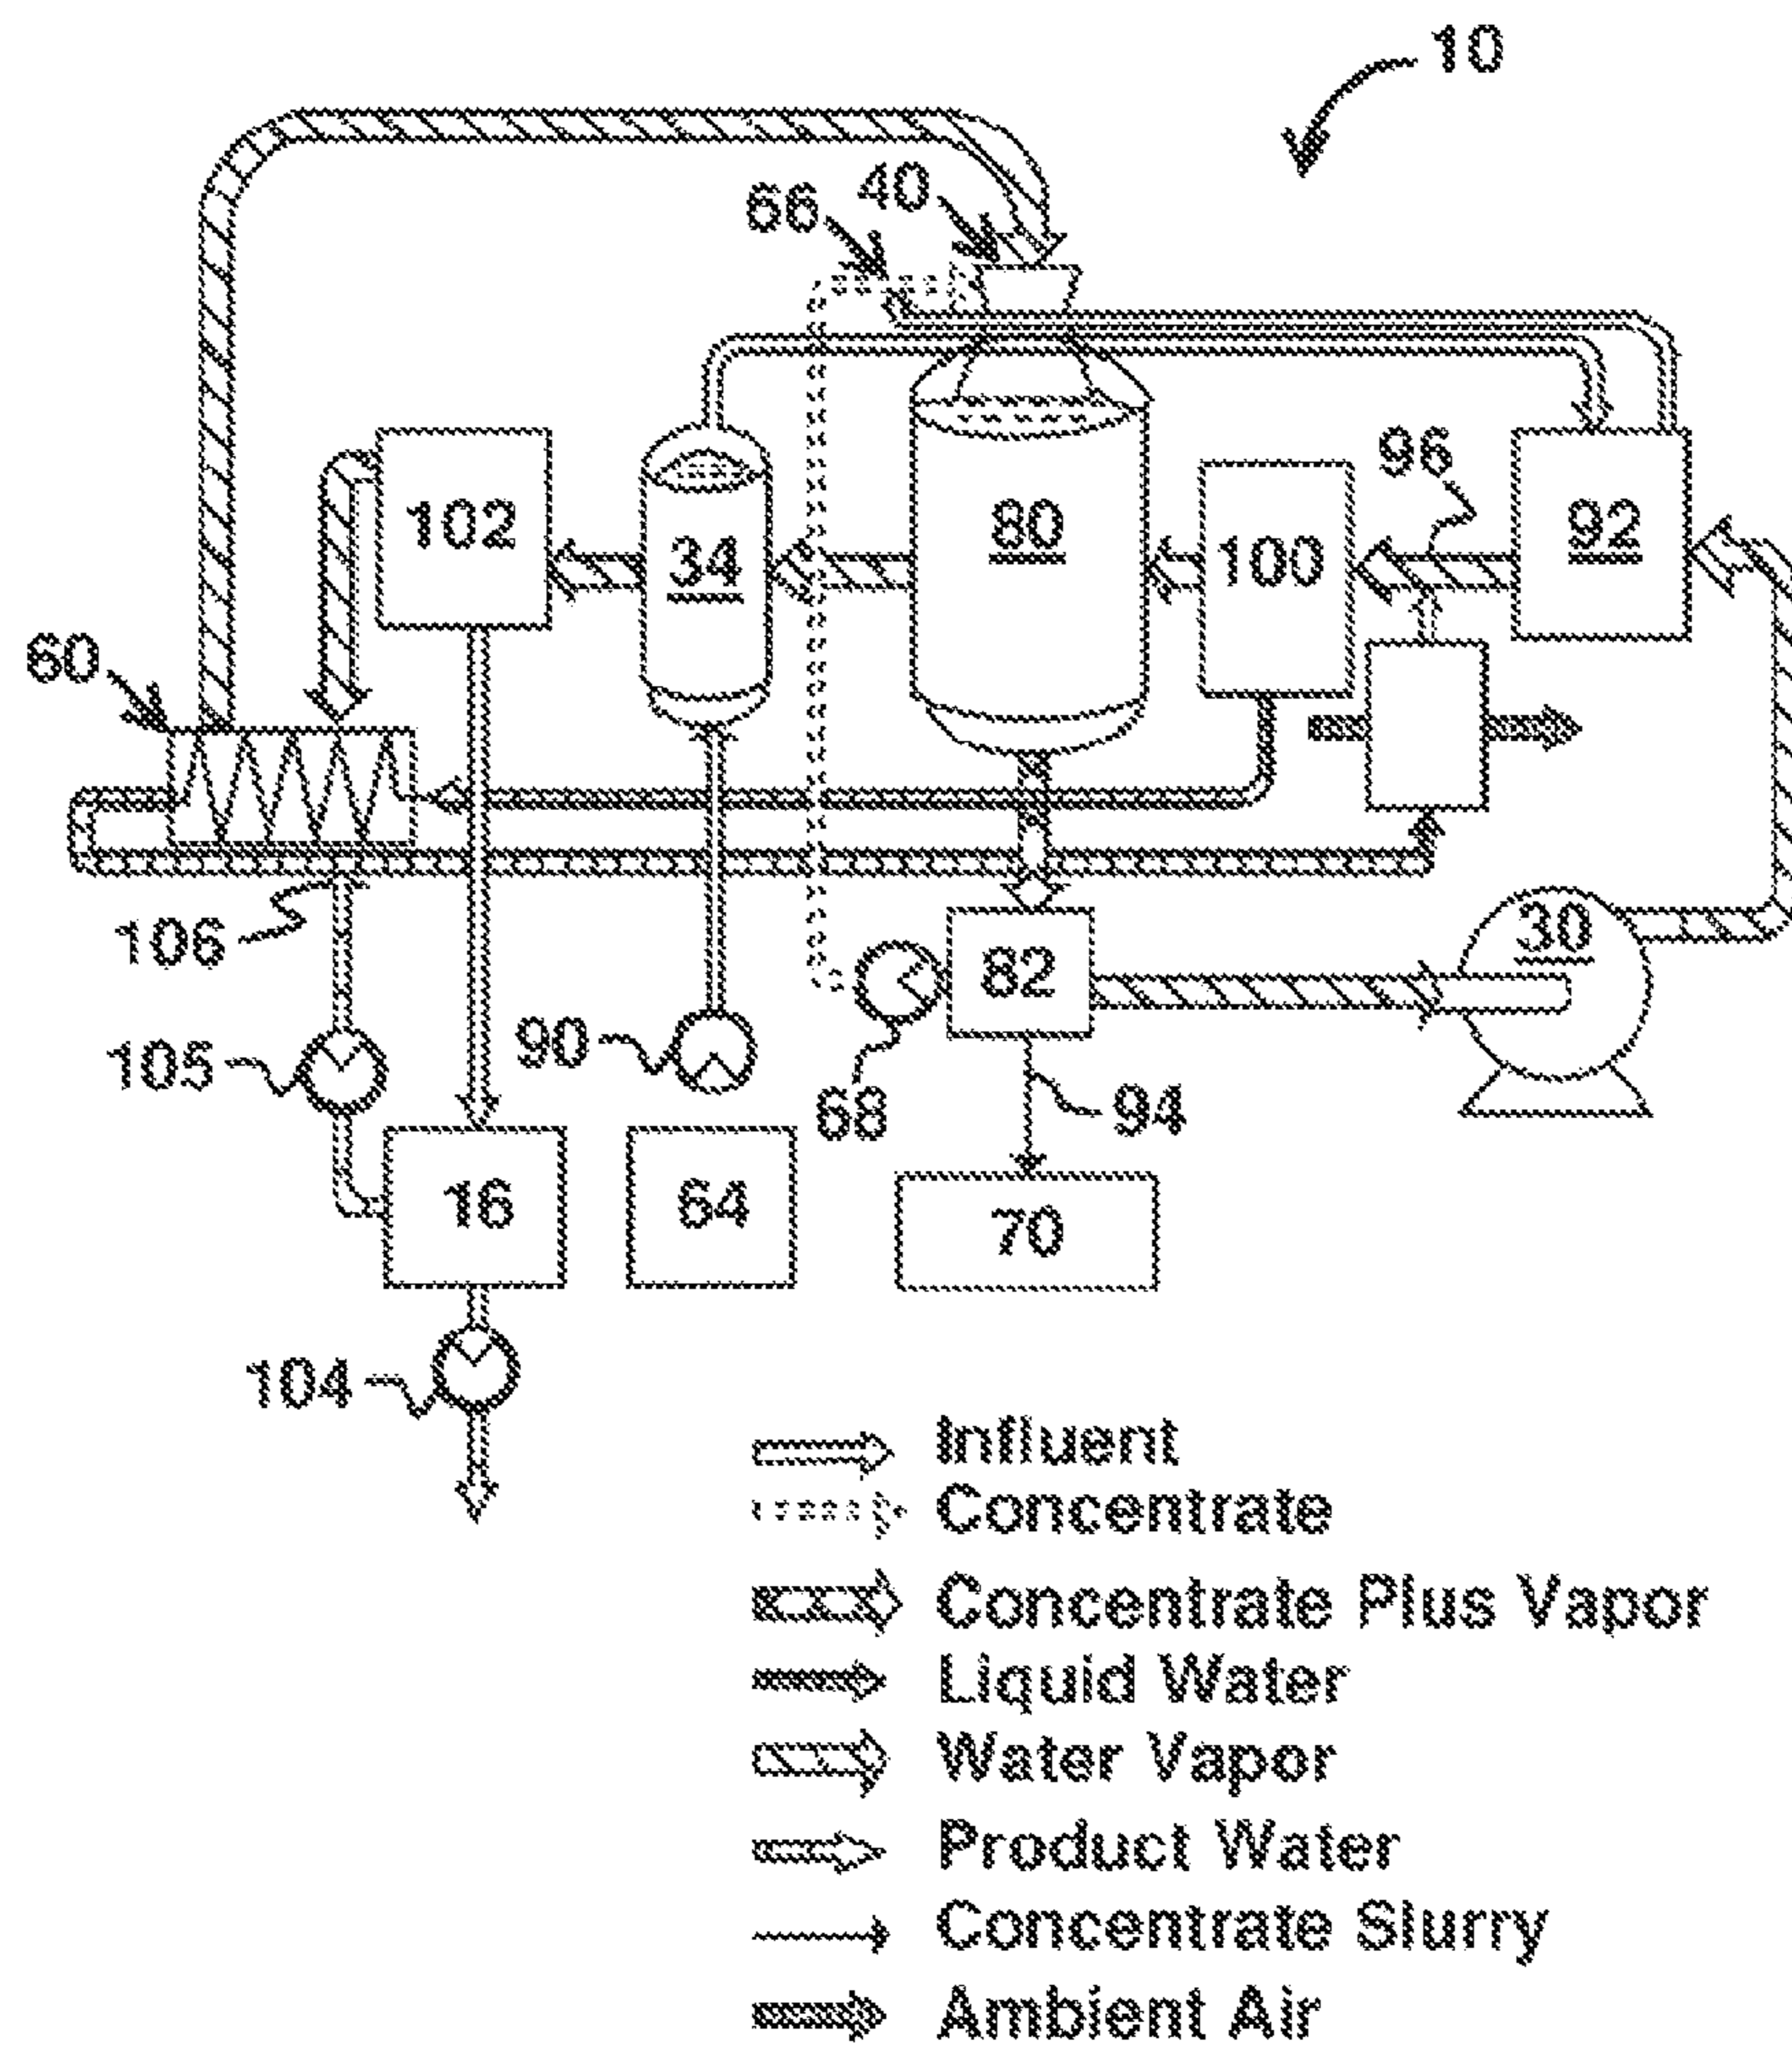 10
66 40
96
102 34 80 100 92
60
106 82 30
105 90
68 94
16 64 70
104
Influent
Concentrate
Concentrate Plus Vapor
Liquid Water
Water Vapor
Product Water
Concentrate Slurry
Ambient Air